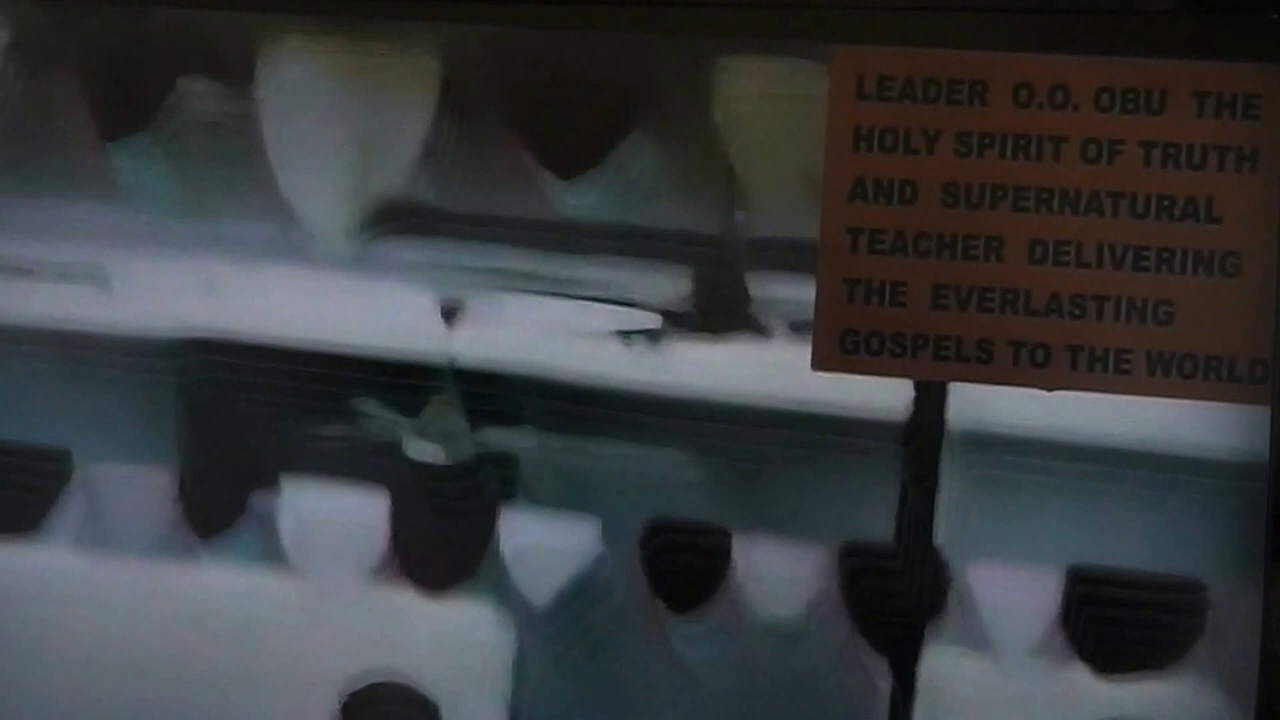 LEADER O.O. OBU THE
HOLY SPIRIT OF TRUTH
AND SUPERNATURAL
TEACHER DELIVERING
THE EVERLASTING
GOSPELS TO THE WORLD